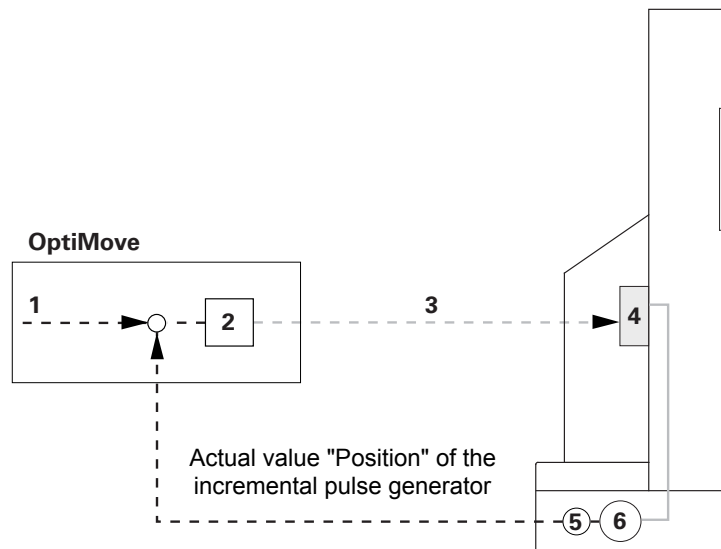 OptiMove
1
2
3
4
Actual value "Position" of the
incremental pulse generator
5
6